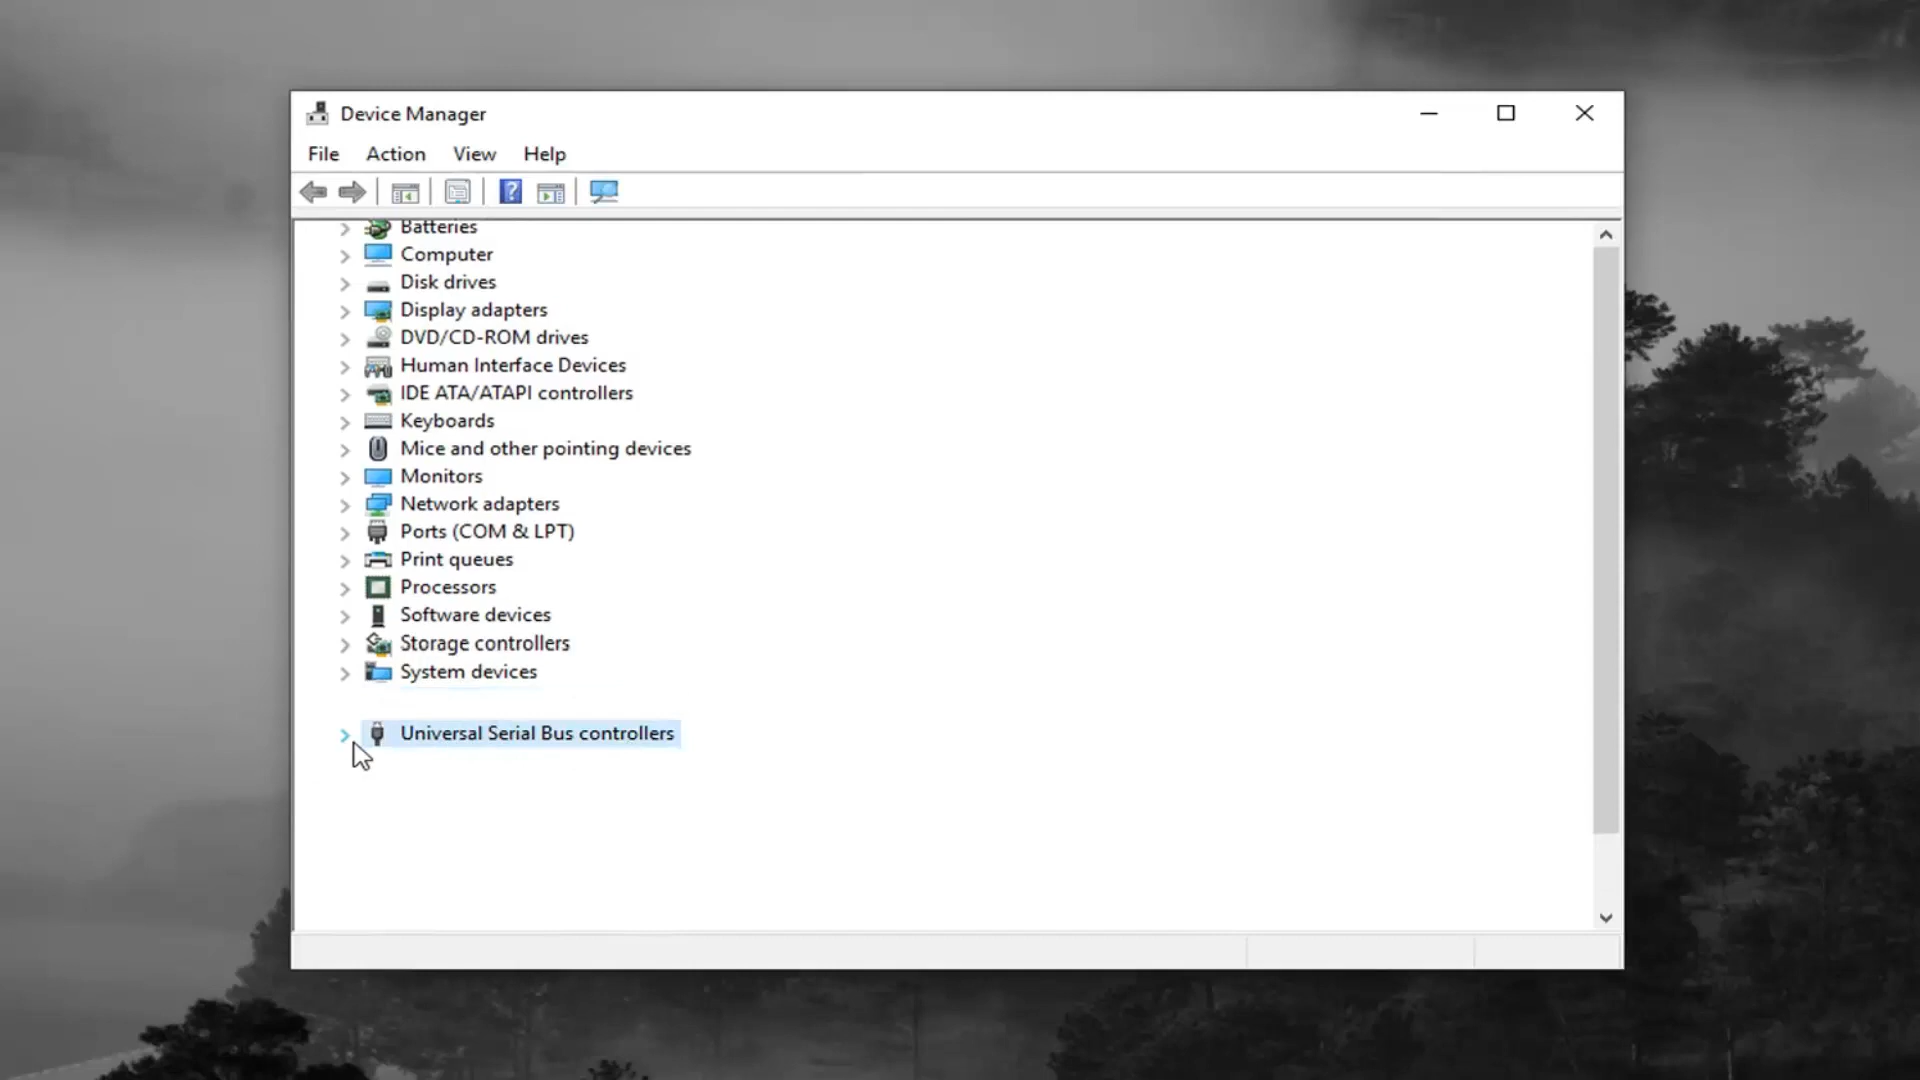 Device Manager
File Action View Help
Batteries
Computer
Disk drives
Display adapters
DVD/CD-ROM drives
Human Interface Devices
IDE ATA/ATAPI controllers
Keyboards
Mice and other pointing devices
Monitors
Network adapters
Ports (COM & LPT)
Print queues
Processors
Software devices
Storage controllers
System devices
Universal Serial Bus controllers